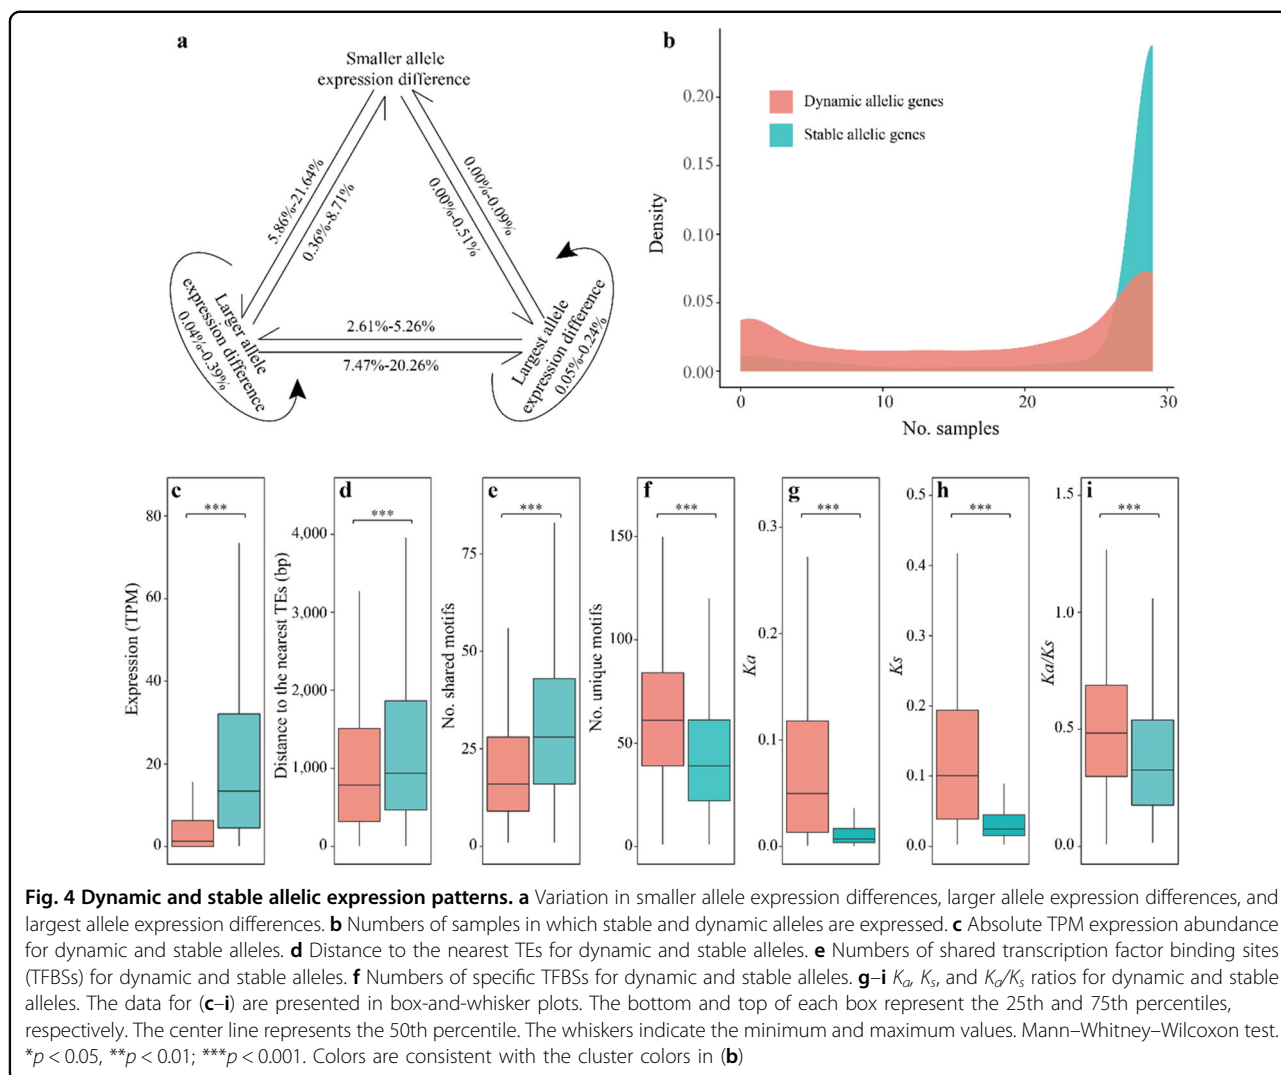 a
Smaller allele
expression difference
5.86%-21.64%
0.36%-8.71%
0.00%-0.09%
0.00%-0.51%
Larger allele
expression difference
0.04%-0.39%
2.61%-5.26%
7.47%-20.26%
Largest allele
expression difference
0.05%-0.24%
b
Density
0.20
0.15
0.10
0.05
0.00
Dynamic allelic genes
Stable allelic genes
0
10
20
30
No. samples
c
***
Expression (TPM)
80
60
40
20
0
d
***
Distance to the nearest TEs (bp)
4,000
3,000
2,000
1,000
0
e
***
No. shared motifs
75
50
25
0
f
***
No. unique motifs
150
100
50
0
g
***
Ka
0.3
0.2
0.1
0.0
h
***
Ks
0.5
0.4
0.3
0.2
0.1
0.0
i
***
Ka/Ks
1.5
1.0
0.5
0.0
Fig. 4 Dynamic and stable allelic expression patterns. a Variation in smaller allele expression differences, larger allele expression differences, and
largest allele expression differences. b Numbers of samples in which stable and dynamic alleles are expressed. c Absolute TPM expression abundance
for dynamic and stable alleles. d Distance to the nearest TEs for dynamic and stable alleles. e Numbers of shared transcription factor binding sites
(TFBSs) for dynamic and stable alleles. f Numbers of specific TFBSs for dynamic and stable alleles. g–i Ka, Ks, and Ka/Ks ratios for dynamic and stable
alleles. The data for (c–i) are presented in box-and-whisker plots. The bottom and top of each box represent the 25th and 75th percentiles,
respectively. The center line represents the 50th percentile. The whiskers indicate the minimum and maximum values. Mann–Whitney–Wilcoxon test.
*p < 0.05, **p < 0.01; ***p < 0.001. Colors are consistent with the cluster colors in (b)